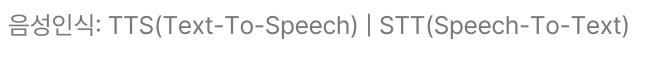 음성인식: TTS(Text-To-Speech) | STT(Speech-To-Text)